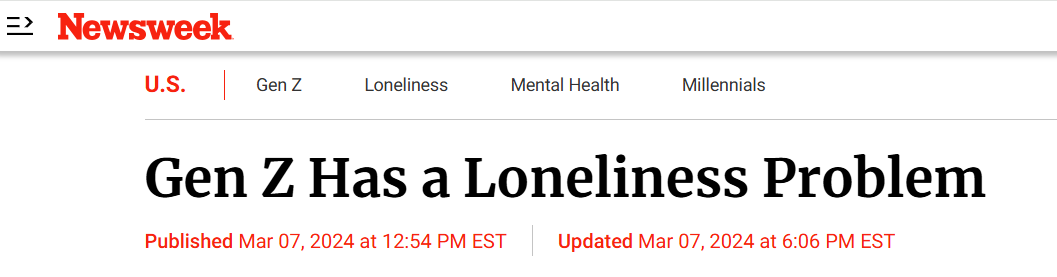 Newsweek
U.S. Gen Z Loneliness Mental Health Millennials
Gen Z Has a Loneliness Problem
Published Mar 07, 2024 at 12:54 PM EST Updated Mar 07, 2024 at 6:06 PM EST